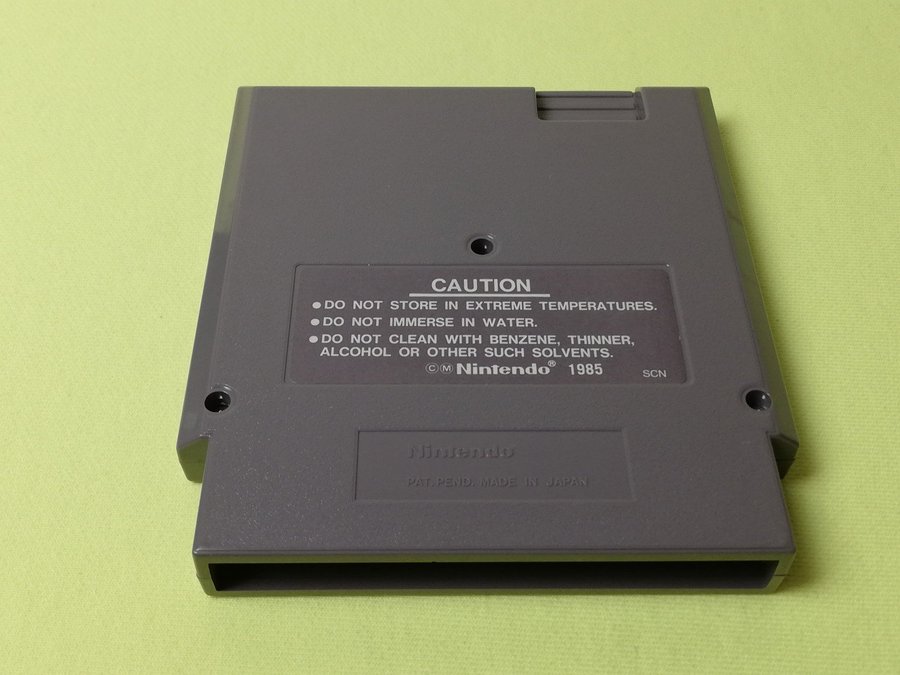 CAUTION
●DO NOT STORE IN EXTREME TEMPERATURES.
●DO NOT IMMERSE IN WATER.
●DO NOT CLEAN WITH BENZENE, THINNER,
ALCOHOL OR OTHER SUCH SOLVENTS.
ⒸⓂ Nintendo® 1985 SCN
Nintendo
PAT. PEND. MADE IN JAPAN